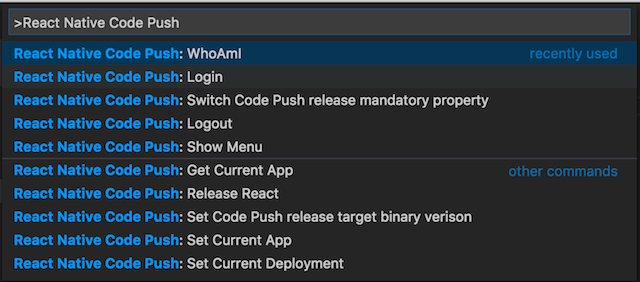 >React Native Code Push
React Native Code Push: WhoAmI recently used
React Native Code Push: Login
React Native Code Push: Switch Code Push release mandatory property
React Native Code Push: Logout
React Native Code Push: Show Menu
React Native Code Push: Get Current App other commands
React Native Code Push: Release React
React Native Code Push: Set Code Push release target binary verison
React Native Code Push: Set Current App
React Native Code Push: Set Current Deployment